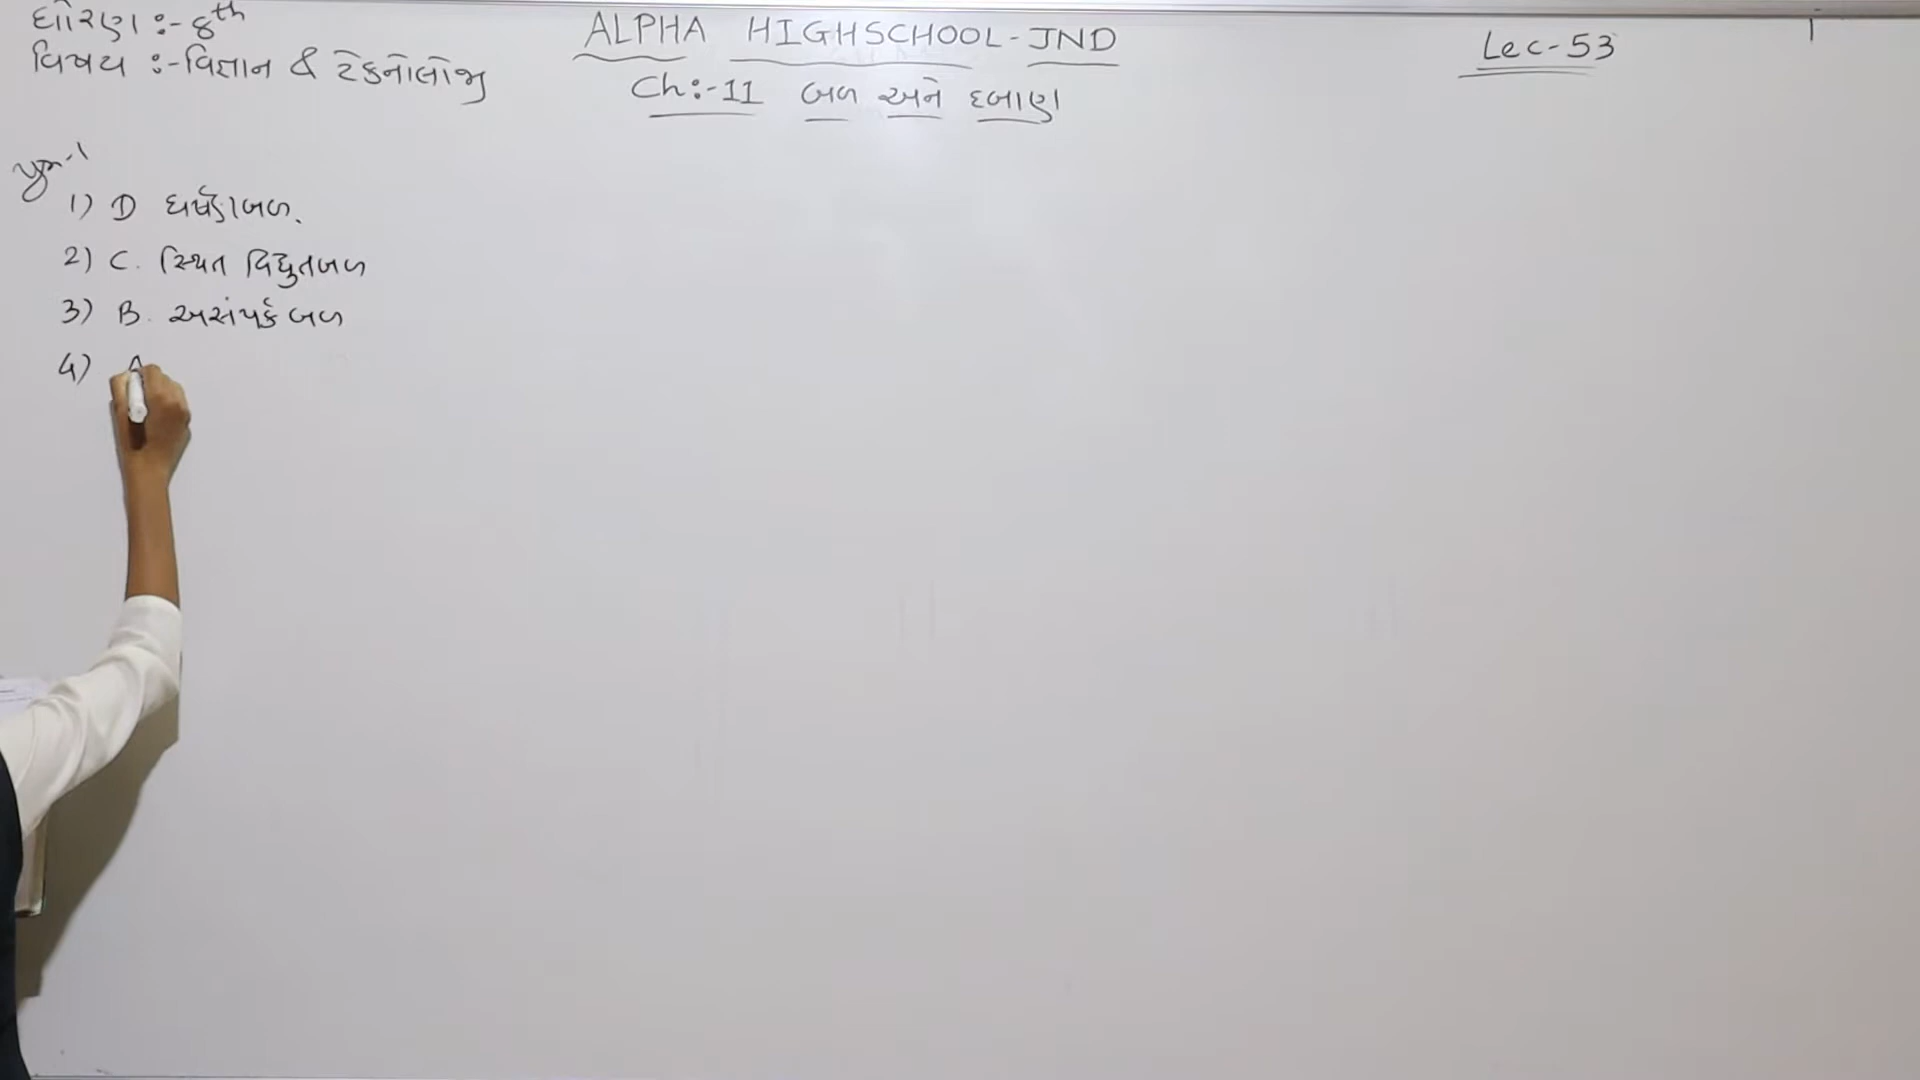 ધોરણ :- 8th
વિષય :- વિજ્ઞાન & ટેકનોલોજી
ALPHA HIGHSCHOOL-JND
Ch:-11 બળ અને દબાણ
Lec-53
1) D ઘર્ષણબળ.
2) C. સ્થિત વિદ્યુતબળ
3) B. અસંપર્ક બળ
4) A